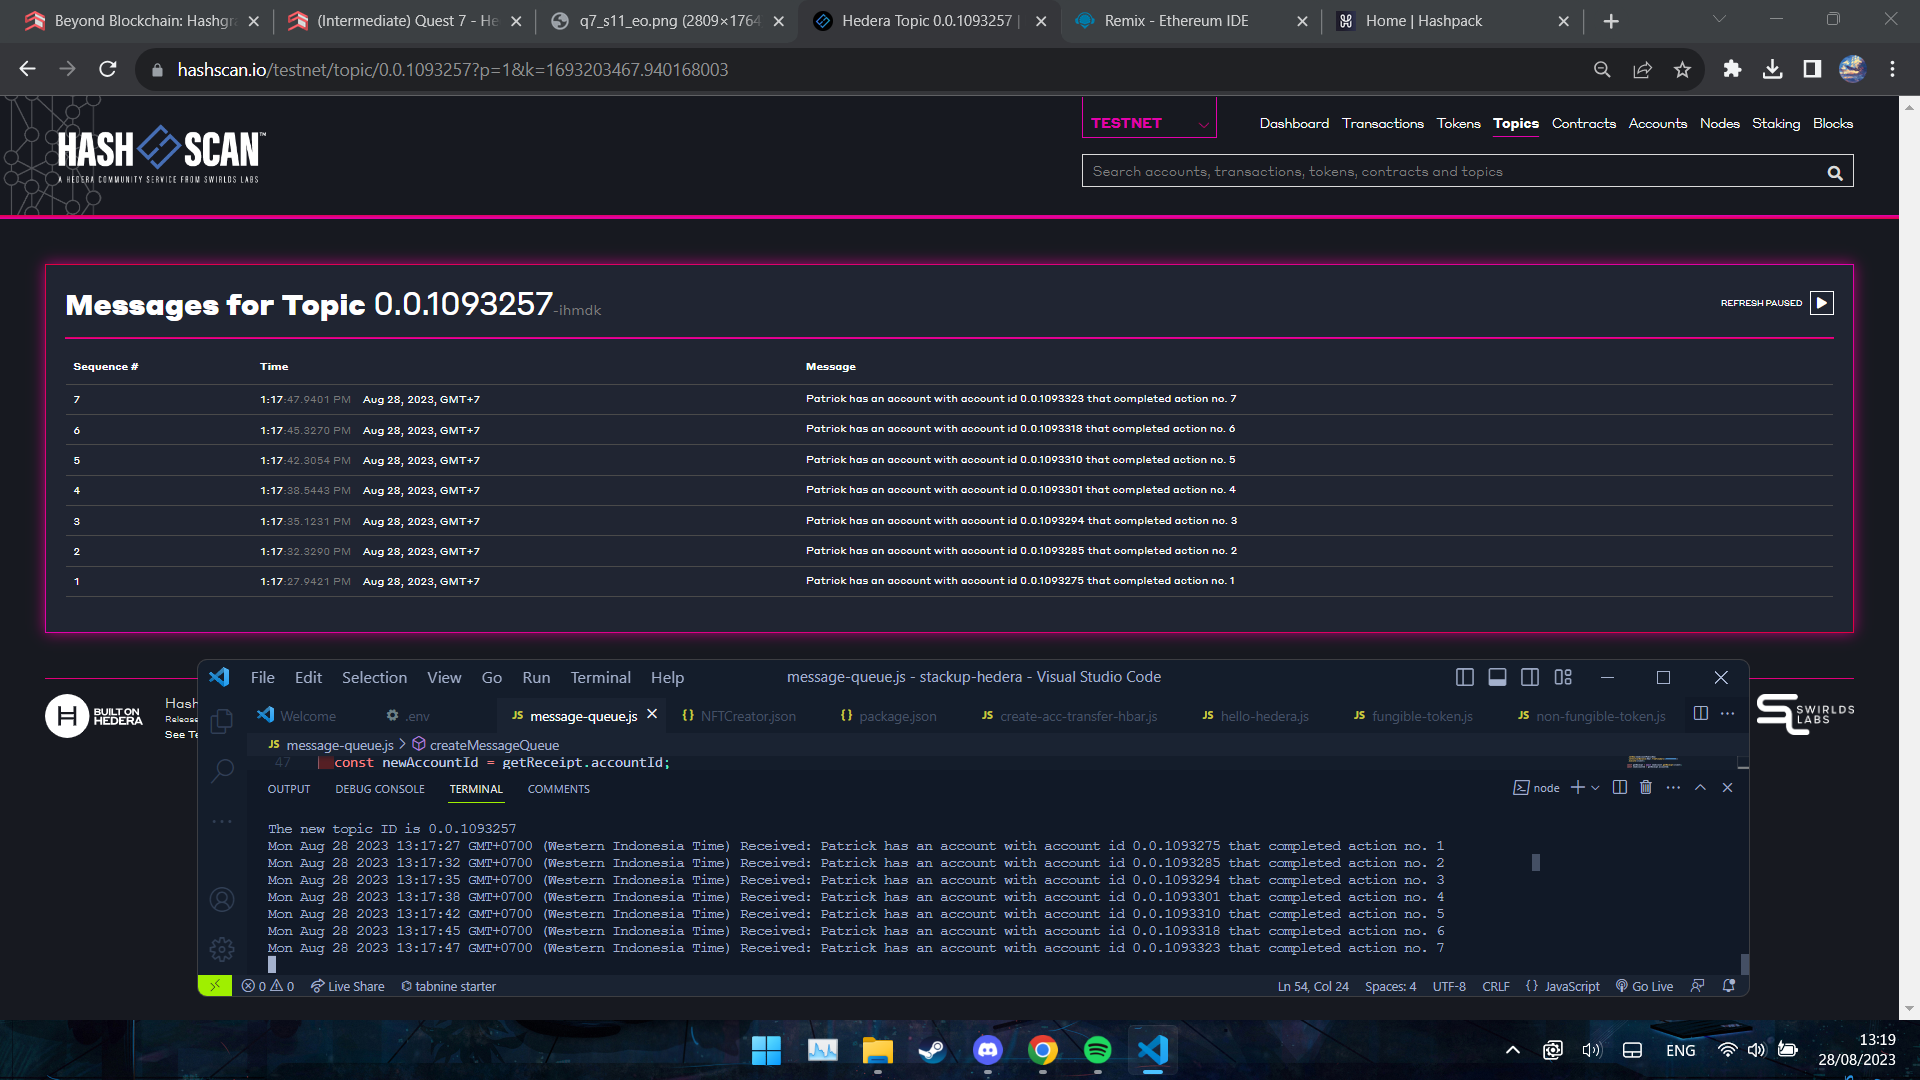 Beyond Blockchain: Hashgra
(Intermediate) Quest 7 - He
q7_s11_eo.png (2809×1764
Hedera Topic 0.0.1093257 |
Remix - Ethereum IDE
Home | Hashpack
hashscan.io/testnet/topic/0.0.1093257?p=1&k=1693203467.940168003
HASH SCAN™
A HEDERA COMMUNITY SERVICE FROM SWIRLDS LABS
TESTNET
Dashboard Transactions Tokens Topics Contracts Accounts Nodes Staking Blocks
Search accounts, transactions, tokens, contracts and topics
Messages for Topic 0.0.1093257-ihmdk
REFRESH PAUSED
Sequence # Time Message
7 1:17:47.9401 PM Aug 28, 2023, GMT+7 Patrick has an account with account id 0.0.1093323 that completed action no. 7
6 1:17:45.3270 PM Aug 28, 2023, GMT+7 Patrick has an account with account id 0.0.1093318 that completed action no. 6
5 1:17:42.3054 PM Aug 28, 2023, GMT+7 Patrick has an account with account id 0.0.1093310 that completed action no. 5
4 1:17:38.5443 PM Aug 28, 2023, GMT+7 Patrick has an account with account id 0.0.1093301 that completed action no. 4
3 1:17:35.1231 PM Aug 28, 2023, GMT+7 Patrick has an account with account id 0.0.1093294 that completed action no. 3
2 1:17:32.3290 PM Aug 28, 2023, GMT+7 Patrick has an account with account id 0.0.1093285 that completed action no. 2
1 1:17:27.9421 PM Aug 28, 2023, GMT+7 Patrick has an account with account id 0.0.1093275 that completed action no. 1
H BUILT ON HEDERA
Hash
Release
See Te
SWIRLDS LABS
File Edit Selection View Go Run Terminal Help
message-queue.js - stackup-hedera - Visual Studio Code
Welcome
.env
JS message-queue.js
{} NFTCreator.json
{} package.json
JS create-acc-transfer-hbar.js
JS hello-hedera.js
JS fungible-token.js
JS non-fungible-token.js
JS message-queue.js > createMessageQueue
47 const newAccountId = getReceipt.accountId;
OUTPUT DEBUG CONSOLE TERMINAL COMMENTS
node
The new topic ID is 0.0.1093257
Mon Aug 28 2023 13:17:27 GMT+0700 (Western Indonesia Time) Received: Patrick has an account with account id 0.0.1093275 that completed action no. 1
Mon Aug 28 2023 13:17:32 GMT+0700 (Western Indonesia Time) Received: Patrick has an account with account id 0.0.1093285 that completed action no. 2
Mon Aug 28 2023 13:17:35 GMT+0700 (Western Indonesia Time) Received: Patrick has an account with account id 0.0.1093294 that completed action no. 3
Mon Aug 28 2023 13:17:38 GMT+0700 (Western Indonesia Time) Received: Patrick has an account with account id 0.0.1093301 that completed action no. 4
Mon Aug 28 2023 13:17:42 GMT+0700 (Western Indonesia Time) Received: Patrick has an account with account id 0.0.1093310 that completed action no. 5
Mon Aug 28 2023 13:17:45 GMT+0700 (Western Indonesia Time) Received: Patrick has an account with account id 0.0.1093318 that completed action no. 6
Mon Aug 28 2023 13:17:47 GMT+0700 (Western Indonesia Time) Received: Patrick has an account with account id 0.0.1093323 that completed action no. 7
0 0 Live Share tabnine starter
Ln 54, Col 24 Spaces: 4 UTF-8 CRLF {} JavaScript Go Live
ENG
13:19
28/08/2023